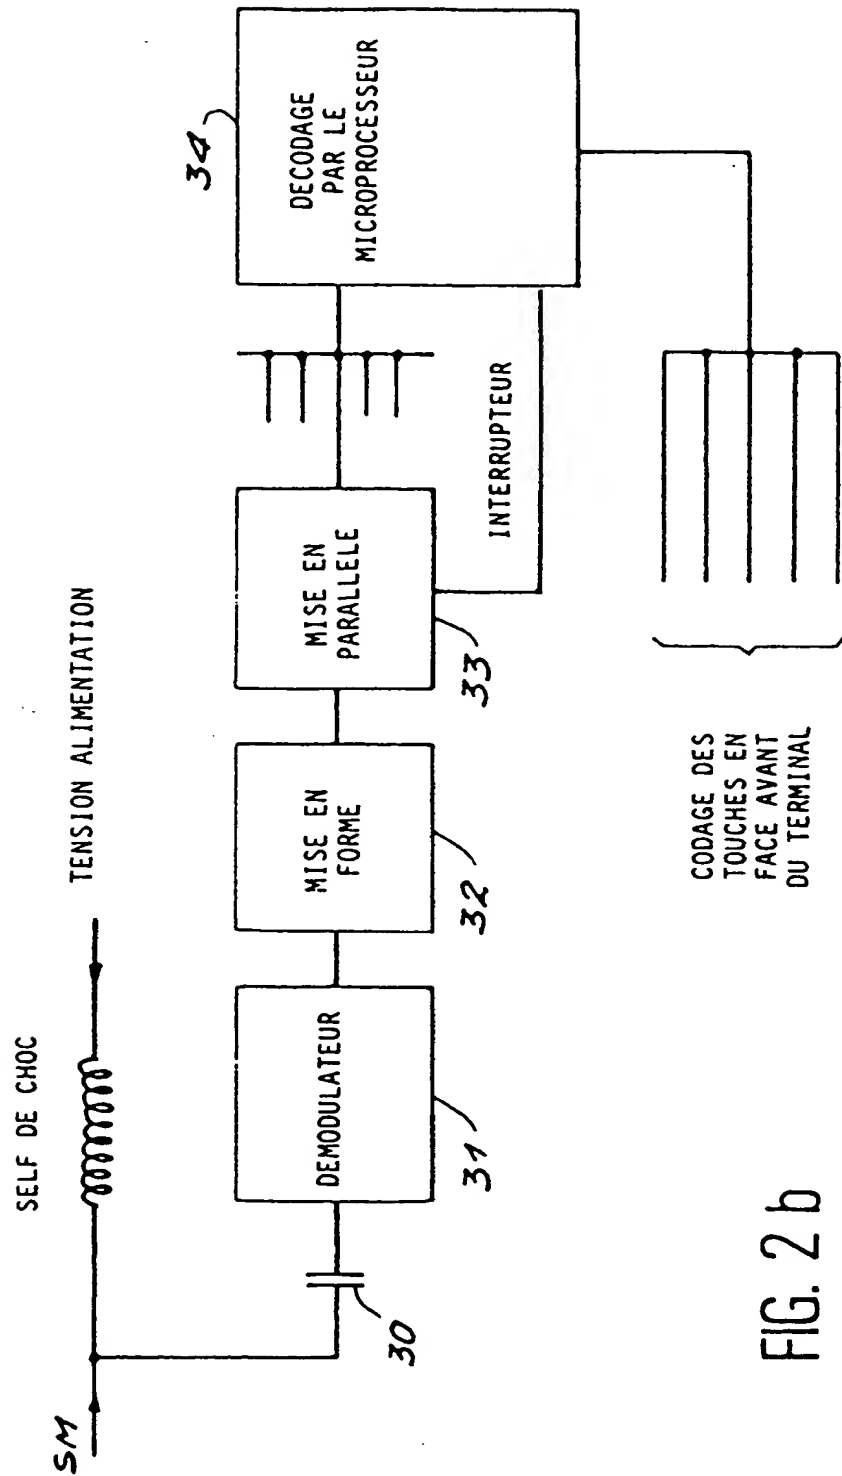 SELF DE CHOC
TENSION ALIMENTATION
SM
30
DEMODULATEUR
31
MISE EN
FORME
32
MISE EN
PARALLELE
33
INTERRUPTEUR
34
DECODAGE
PAR LE
MICROPROCESSEUR
CODAGE DES
TOUCHES EN
FACE AVANT
DU TERMINAL
FIG. 2 b